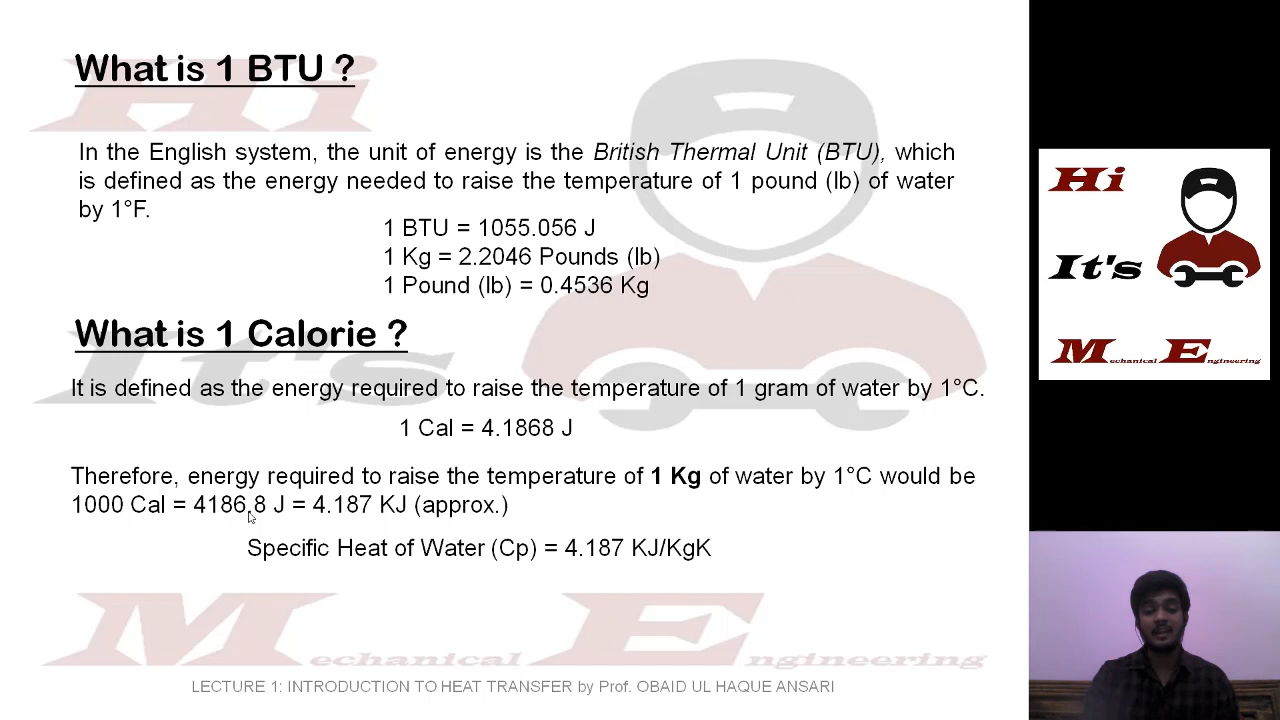 What is 1 BTU ?
In the English system, the unit of energy is the British Thermal Unit (BTU), which
is defined as the energy needed to raise the temperature of 1 pound (lb) of water
by 1°F.
1 BTU = 1055.056 J
1 Kg = 2.2046 Pounds (lb)
1 Pound (lb) = 0.4536 Kg
What is 1 Calorie ?
It is defined as the energy required to raise the temperature of 1 gram of water by 1°C.
1 Cal = 4.1868 J
Therefore, energy required to raise the temperature of 1 Kg of water by 1°C would be
1000 Cal = 4186.8 J = 4.187 KJ (approx.)
Specific Heat of Water (Cp) = 4.187 KJ/KgK
LECTURE 1: INTRODUCTION TO HEAT TRANSFER by Prof. OBAID UL HAQUE ANSARI
Hi
It's
Mechanical Engineering
Hi
It's
Mechanical Engineering